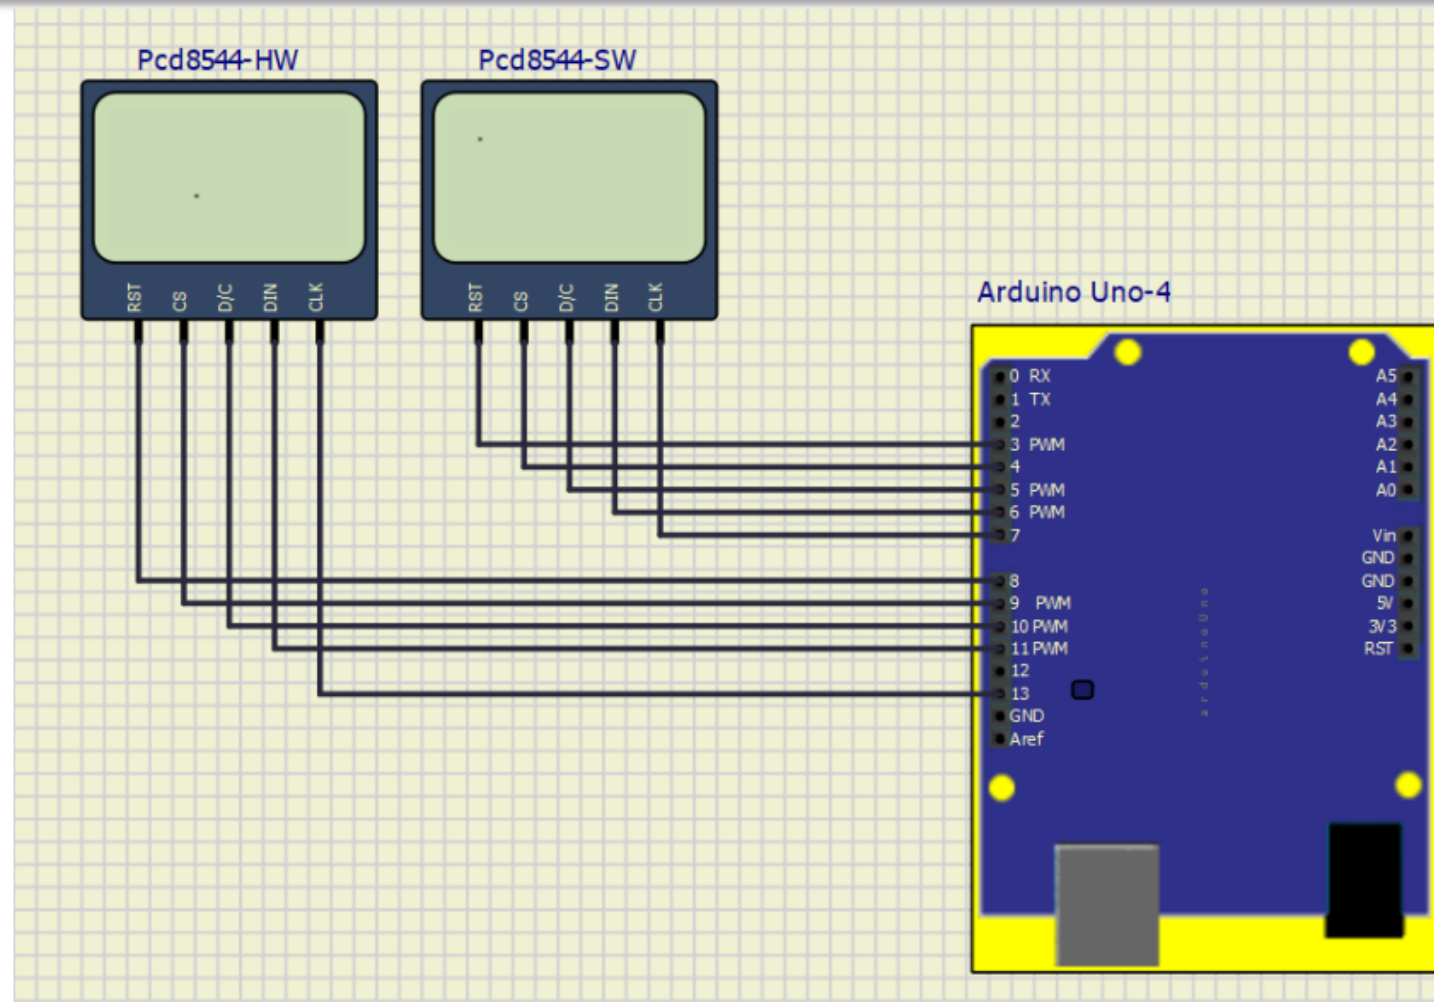 Pcd8544-HW
Pcd8544-SW
RST CS D/C DIN CLK
RST CS D/C DIN CLK
Arduino Uno-4
0 RX
1 TX
2
3 PWM
4
5 PWM
6 PWM
7
8
9 PWM
10 PWM
11 PWM
12
13
GND
Aref
A5
A4
A3
A2
A1
A0
Vin
GND
GND
5V
3V3
RST
arduinoUno